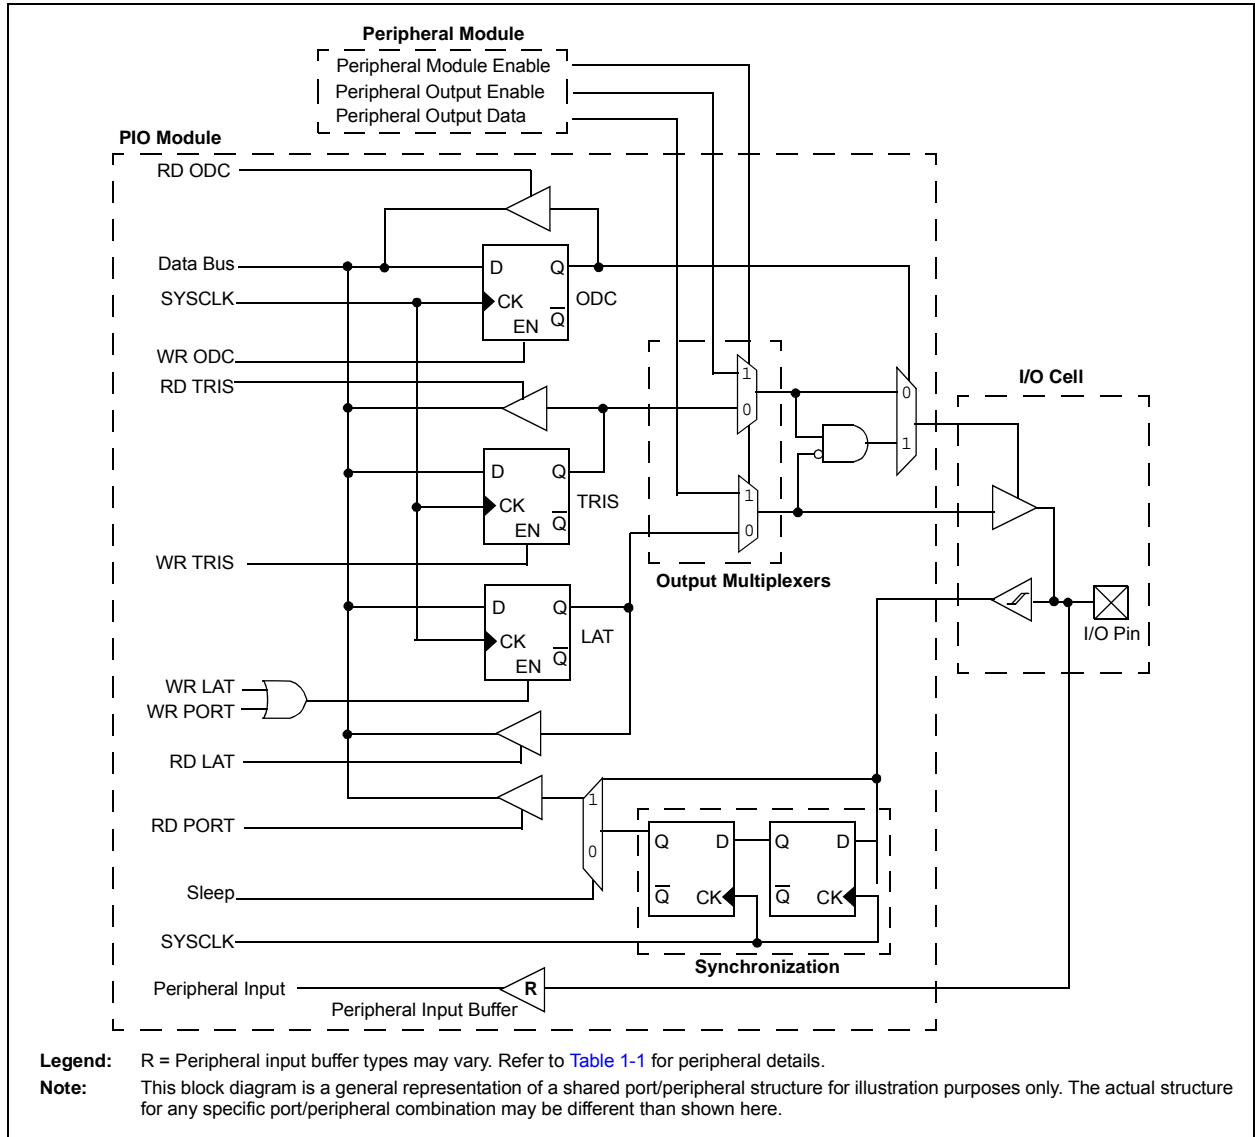 Peripheral Module
Peripheral Module Enable
Peripheral Output Enable
Peripheral Output Data
PIO Module
RD ODC
Data Bus
D
Q
SYSCLK
CK
ODC
EN
Q
WR ODC
RD TRIS
1
0
0
1
I/O Cell
D
Q
CK
TRIS
EN
Q
1
0
WR TRIS
Output Multiplexers
D
Q
CK
LAT
EN
Q
I/O Pin
WR LAT
WR PORT
RD LAT
1
0
RD PORT
Q
D
Q
D
Sleep
Q
CK
Q
CK
SYSCLK
Synchronization
Peripheral Input
R
Peripheral Input Buffer
Legend: R = Peripheral input buffer types may vary. Refer to Table 1-1 for peripheral details.
Note: This block diagram is a general representation of a shared port/peripheral structure for illustration purposes only. The actual structure
for any specific port/peripheral combination may be different than shown here.